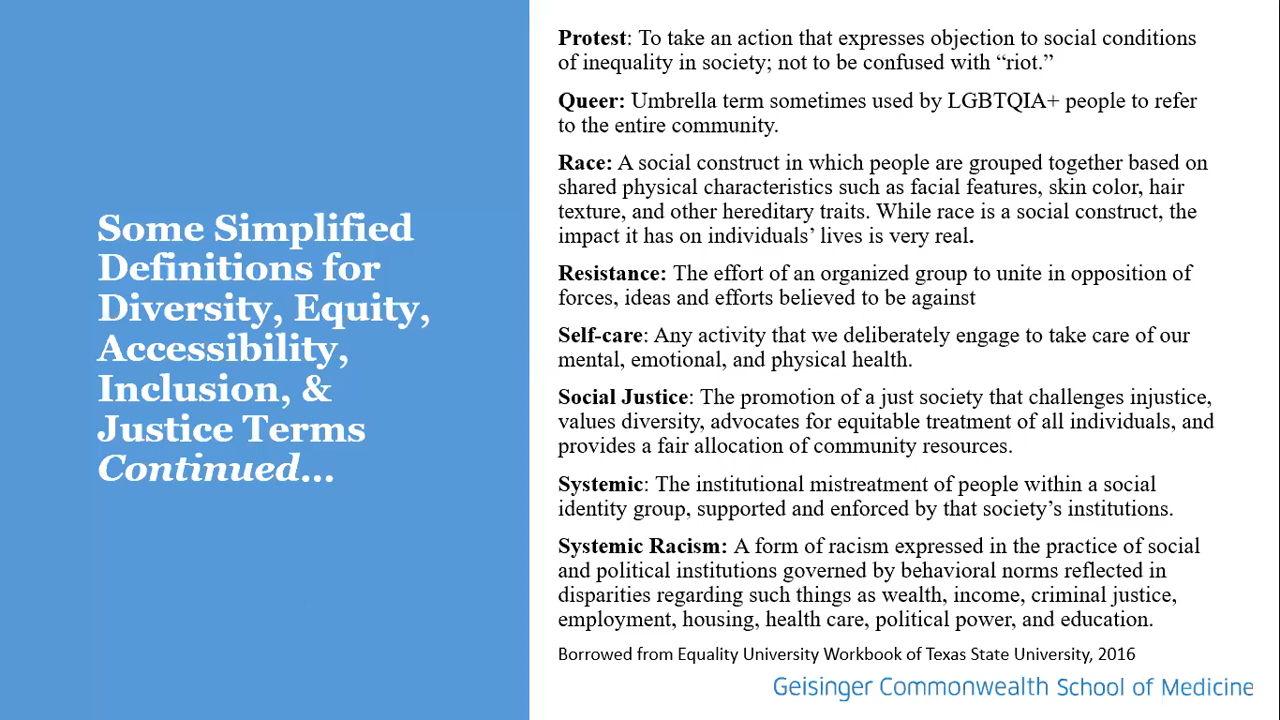 Some Simplified
Definitions for
Diversity, Equity,
Accessibility,
Inclusion, &
Justice Terms
Continued...
Protest: To take an action that expresses objection to social conditions
of inequality in society; not to be confused with “riot.”
Queer: Umbrella term sometimes used by LGBTQIA+ people to refer
to the entire community.
Race: A social construct in which people are grouped together based on
shared physical characteristics such as facial features, skin color, hair
texture, and other hereditary traits. While race is a social construct, the
impact it has on individuals’ lives is very real.
Resistance: The effort of an organized group to unite in opposition of
forces, ideas and efforts believed to be against
Self-care: Any activity that we deliberately engage to take care of our
mental, emotional, and physical health.
Social Justice: The promotion of a just society that challenges injustice,
values diversity, advocates for equitable treatment of all individuals, and
provides a fair allocation of community resources.
Systemic: The institutional mistreatment of people within a social
identity group, supported and enforced by that society’s institutions.
Systemic Racism: A form of racism expressed in the practice of social
and political institutions governed by behavioral norms reflected in
disparities regarding such things as wealth, income, criminal justice,
employment, housing, health care, political power, and education.
Borrowed from Equality University Workbook of Texas State University, 2016
Geisinger Commonwealth School of Medicine